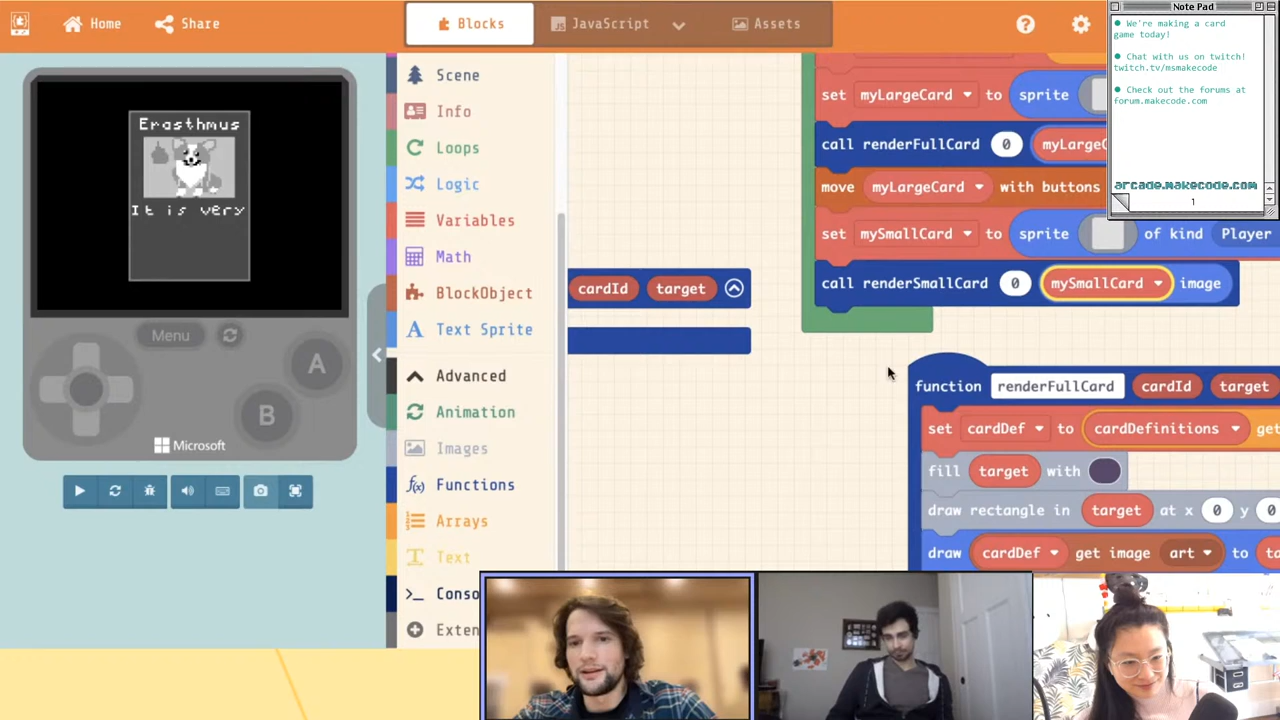 Home
Share
Blocks
JavaScript
Assets
Note Pad
We're making a card
game today!
Chat with us on twitch!
twitch.tv/msmakecode
Check out the forums at
forum.makecode.com
arcade.makecode.com
1
Erasthmus
It is very
Menu
A
B
Microsoft
Scene
Info
Loops
Logic
Variables
Math
BlockObject
Text Sprite
Advanced
Animation
Images
Functions
Arrays
Text
Conso
Exten
cardId target
set myLargeCard to sprite
call renderFullCard 0 myLargeC
move myLargeCard with buttons
set mySmallCard to sprite of kind Player
call renderSmallCard 0 mySmallCard image
function renderFullCard cardId target
set cardDef to cardDefinitions ge
fill target with
draw rectangle in target at x 0 y 0
draw cardDef get image art to ta